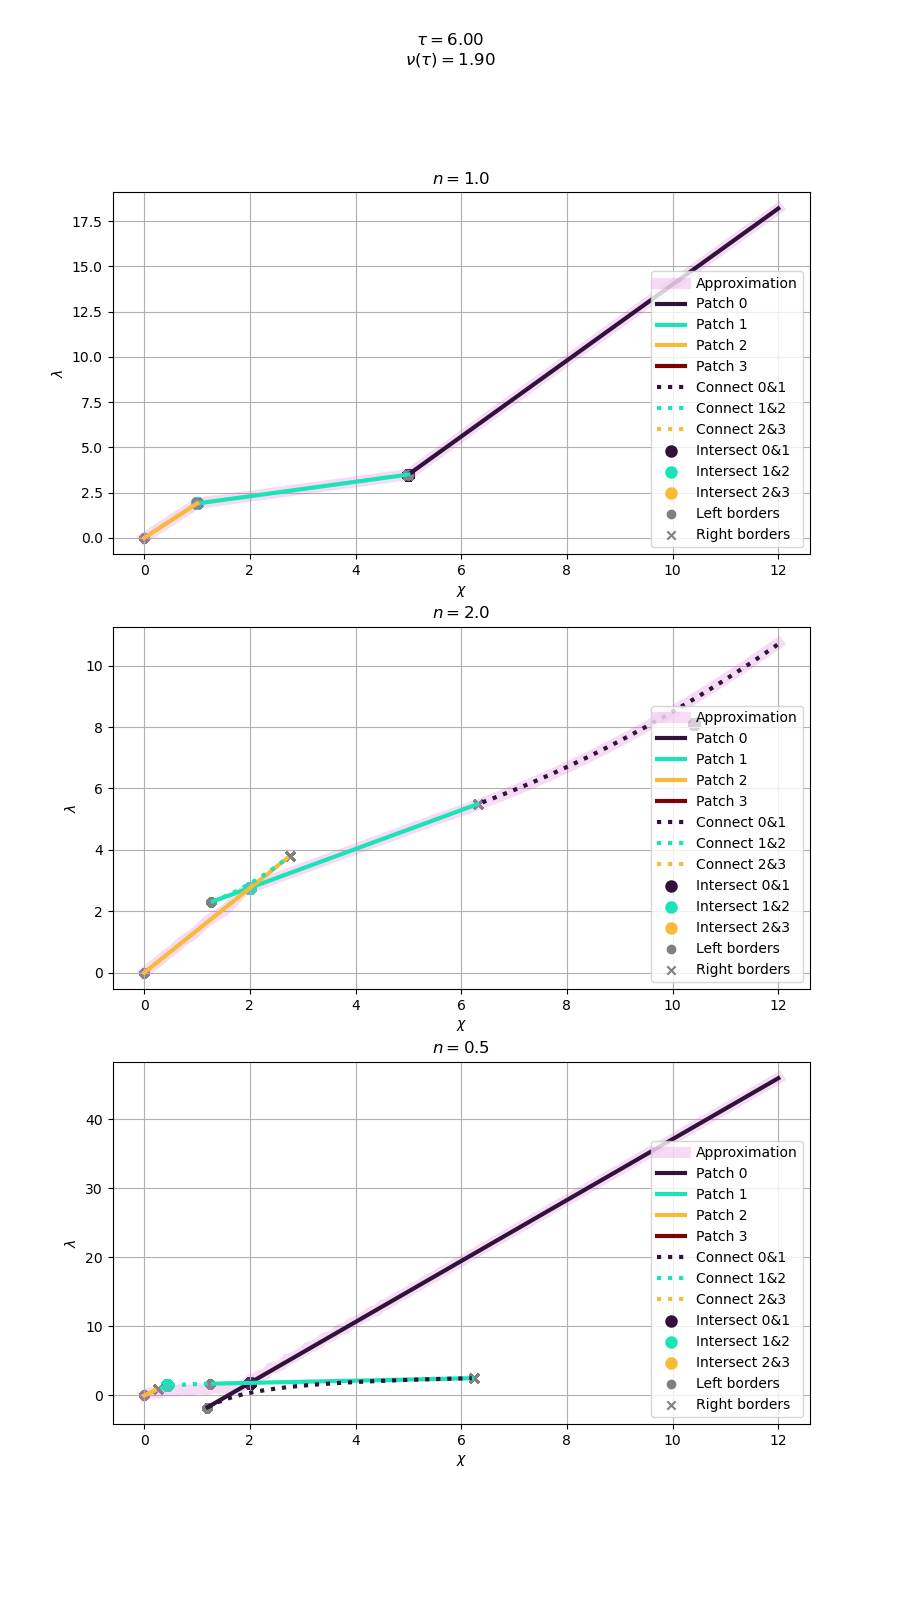 τ = 6.00
ν(τ) = 1.90
n = 1.0
17.5
15.0
12.5
10.0
7.5
5.0
2.5
0.0
λ
0 2 4 6 8 10 12
χ
Approximation
Patch 0
Patch 1
Patch 2
Patch 3
Connect 0&1
Connect 1&2
Connect 2&3
Intersect 0&1
Intersect 1&2
Intersect 2&3
Left borders
Right borders
n = 2.0
10
8
6
4
2
0
λ
0 2 4 6 8 10 12
χ
Approximation
Patch 0
Patch 1
Patch 2
Patch 3
Connect 0&1
Connect 1&2
Connect 2&3
Intersect 0&1
Intersect 1&2
Intersect 2&3
Left borders
Right borders
n = 0.5
40
30
20
10
0
λ
0 2 4 6 8 10 12
χ
Approximation
Patch 0
Patch 1
Patch 2
Patch 3
Connect 0&1
Connect 1&2
Connect 2&3
Intersect 0&1
Intersect 1&2
Intersect 2&3
Left borders
Right borders